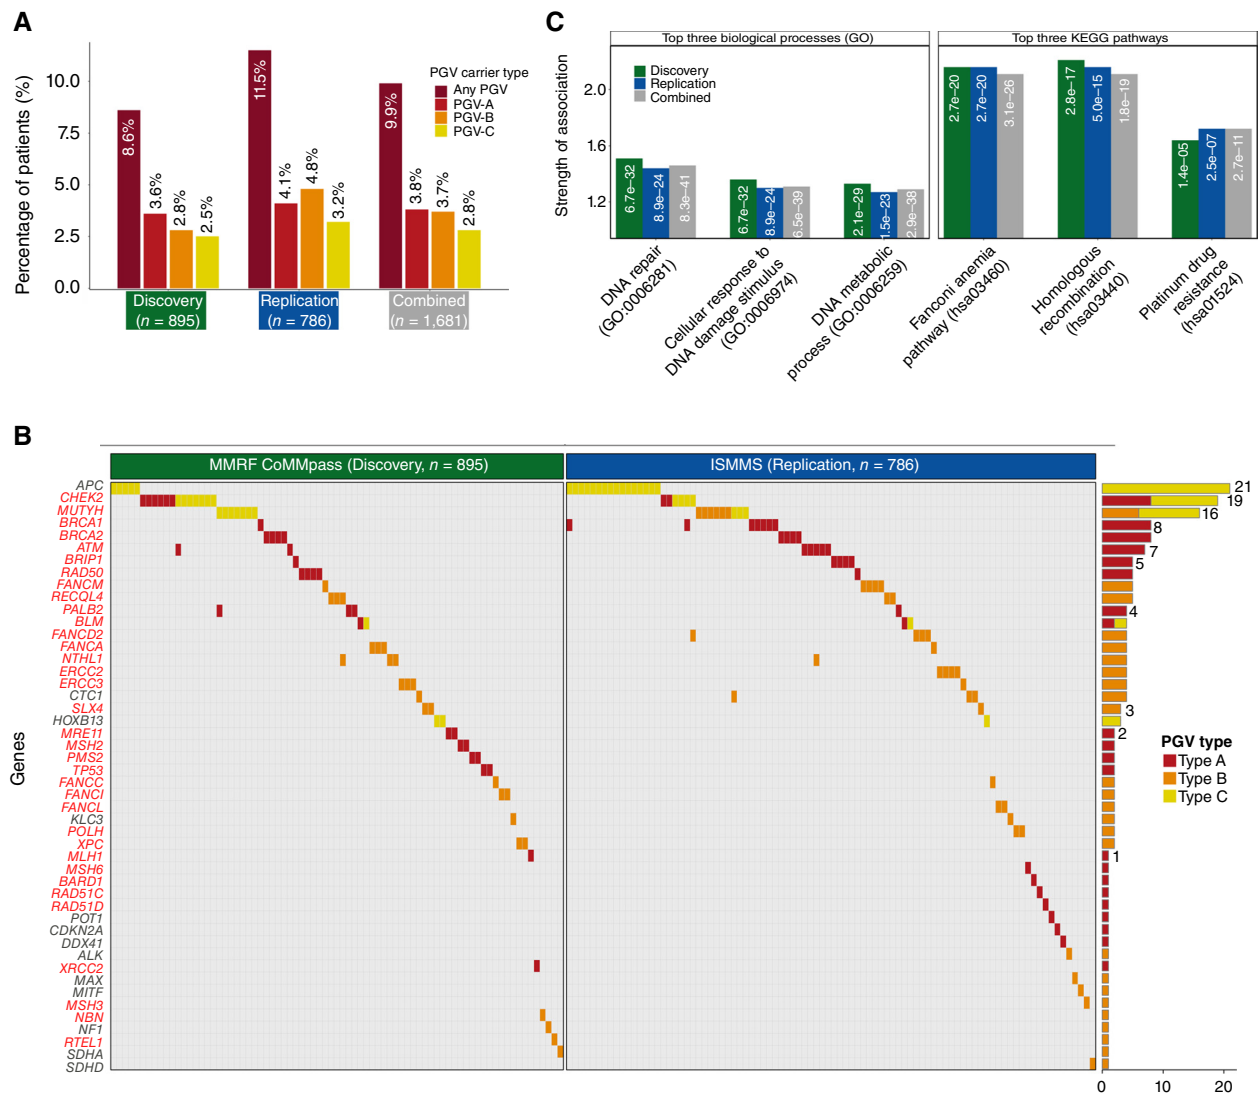 A
Percentage of patients (%)
10.0
7.5
5.0
2.5
0.0
8.6%
3.6%
2.8%
2.5%
11.5%
4.1%
4.8%
3.2%
9.9%
3.8%
3.7%
2.8%
PGV carrier type
Any PGV
PGV-A
PGV-B
PGV-C
Discovery
(n = 895)
Replication
(n = 786)
Combined
(n = 1,681)
C
Top three biological processes (GO)
Top three KEGG pathways
Strength of association
2.0
1.6
1.2
Discovery
Replication
Combined
6.7e–32
8.9e–24
8.3e–41
6.7e–32
8.9e–24
6.5e–39
2.1e–29
1.5e–23
2.9e–38
2.7e–20
2.7e–20
3.1e–26
2.8e–17
5.0e–15
1.8e–19
1.4e–05
2.5e–07
2.7e–11
DNA repair
(GO:0006281)
Cellular response to
DNA damage stimulus
(GO:0006974)
DNA metabolic
process (GO:0006259)
Fanconi anemia
pathway (hsa03460)
Homologous
recombination
(hsa03440)
Platinum drug
resistance
(hsa01524)
B
MMRF CoMMpass (Discovery, n = 895)
ISMMS (Replication, n = 786)
Genes
APC
CHEK2
MUTYH
BRCA1
BRCA2
ATM
BRIP1
RAD50
FANCM
RECQL4
PALB2
BLM
FANCD2
FANCA
NTHL1
ERCC2
ERCC3
CTC1
SLX4
HOXB13
MRE11
MSH2
PMS2
TP53
FANCC
FANCI
FANCL
KLC3
POLH
XPC
MLH1
MSH6
BARD1
RAD51C
RAD51D
POT1
CDKN2A
DDX41
ALK
XRCC2
MAX
MITF
MSH3
NBN
NF1
RTEL1
SDHA
SDHD
21
19
16
8
7
5
4
3
2
1
PGV type
Type A
Type B
Type C
0
10
20